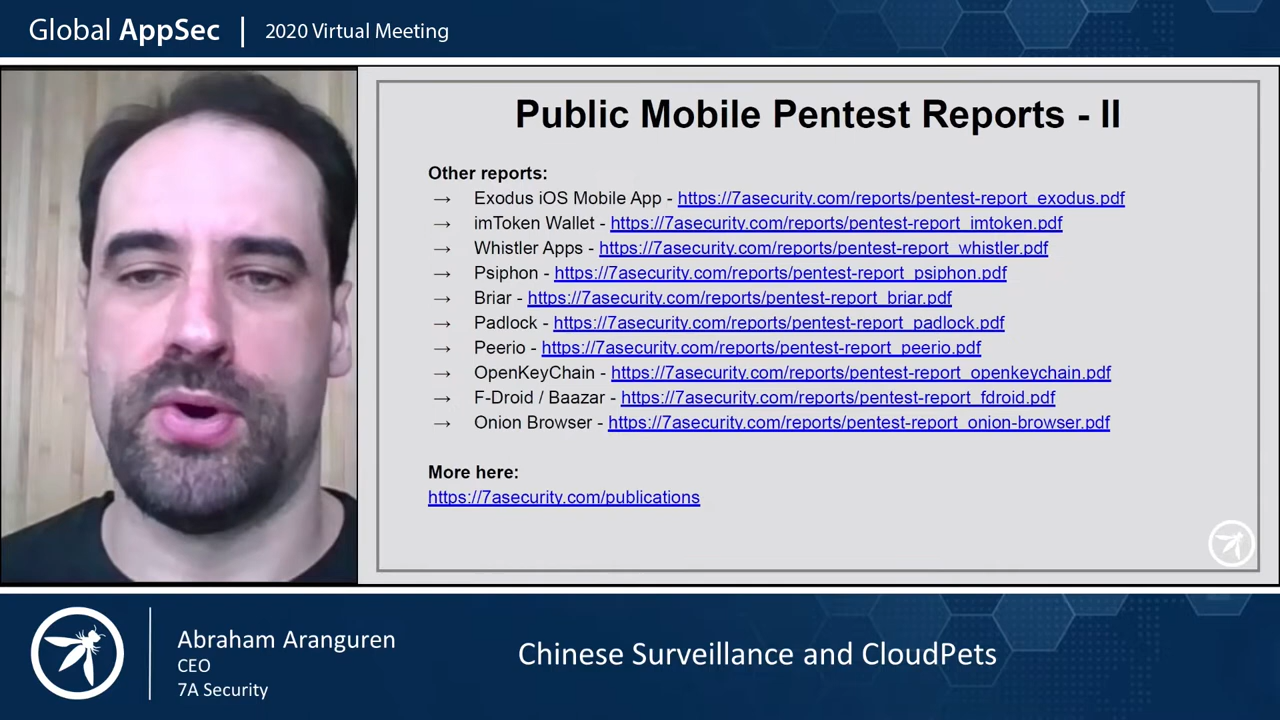 Global AppSec | 2020 Virtual Meeting
Public Mobile Pentest Reports - II
Other reports:
→ Exodus iOS Mobile App - https://7asecurity.com/reports/pentest-report_exodus.pdf
→ imToken Wallet - https://7asecurity.com/reports/pentest-report_imtoken.pdf
→ Whistler Apps - https://7asecurity.com/reports/pentest-report_whistler.pdf
→ Psiphon - https://7asecurity.com/reports/pentest-report_psiphon.pdf
→ Briar - https://7asecurity.com/reports/pentest-report_briar.pdf
→ Padlock - https://7asecurity.com/reports/pentest-report_padlock.pdf
→ Peerio - https://7asecurity.com/reports/pentest-report_peerio.pdf
→ OpenKeyChain - https://7asecurity.com/reports/pentest-report_openkeychain.pdf
→ F-Droid / Baazar - https://7asecurity.com/reports/pentest-report_fdroid.pdf
→ Onion Browser - https://7asecurity.com/reports/pentest-report_onion-browser.pdf
More here:
https://7asecurity.com/publications
Abraham Aranguren
CEO
7A Security
Chinese Surveillance and CloudPets